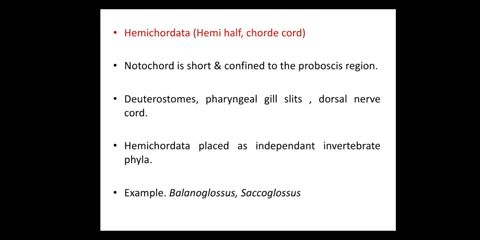 • Hemichordata (Hemi half, chorde cord)
• Notochord is short & confined to the proboscis region.
• Deuterostomes, pharyngeal gill slits , dorsal nerve
cord.
• Hemichordata placed as independant invertebrate
phyla.
• Example. Balanoglossus, Saccoglossus